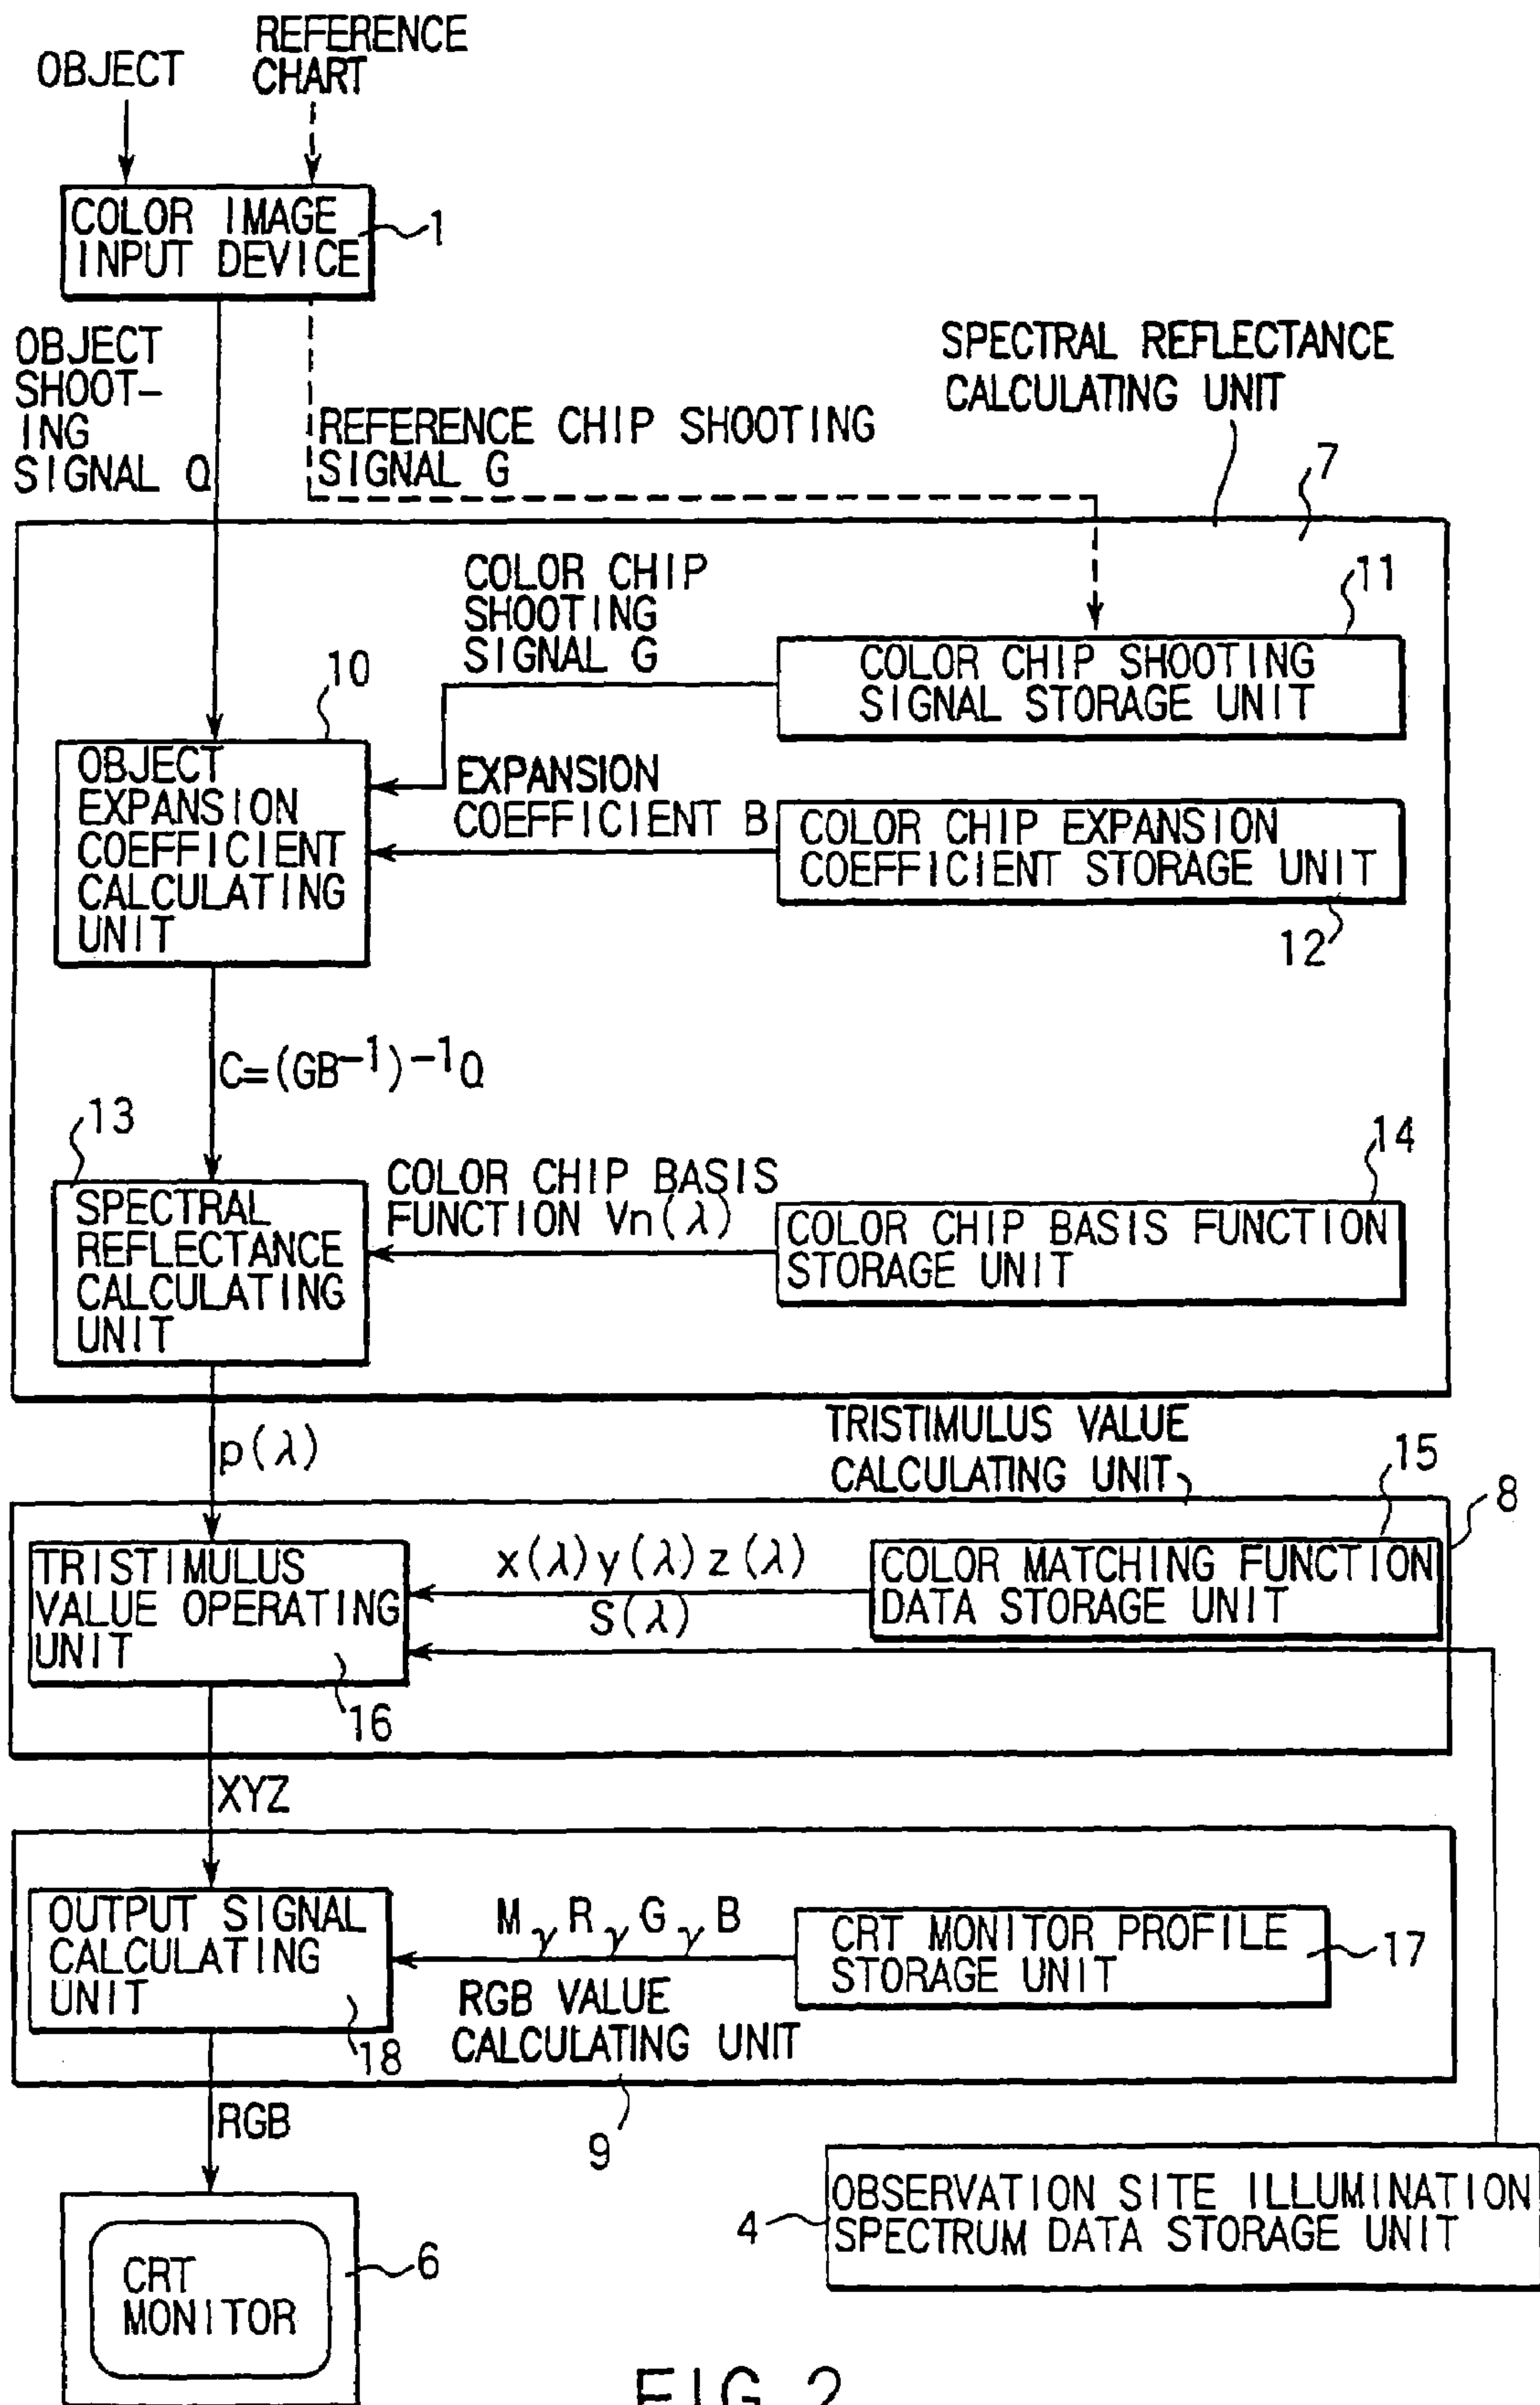 OBJECT
REFERENCE
CHART
COLOR IMAGE
INPUT DEVICE
1
OBJECT
SHOOT-
ING
SIGNAL Q
REFERENCE CHIP SHOOTING
SIGNAL G
SPECTRAL REFLECTANCE
CALCULATING UNIT
7
COLOR CHIP
SHOOTING
SIGNAL G
11
COLOR CHIP SHOOTING
SIGNAL STORAGE UNIT
10
OBJECT
EXPANSION
COEFFICIENT
CALCULATING
UNIT
EXPANSION
COEFFICIENT B
COLOR CHIP EXPANSION
COEFFICIENT STORAGE UNIT
12
C=(GB⁻¹)⁻¹Q
13
SPECTRAL
REFLECTANCE
CALCULATING
UNIT
COLOR CHIP BASIS
FUNCTION Vn(λ)
14
COLOR CHIP BASIS FUNCTION
STORAGE UNIT
p(λ)
TRISTIMULUS VALUE
CALCULATING UNIT
15
8
TRISTIMULUS
VALUE OPERATING
UNIT
x(λ)y(λ)z(λ)
S(λ)
COLOR MATCHING FUNCTION
DATA STORAGE UNIT
16
XYZ
OUTPUT SIGNAL
CALCULATING
UNIT
18
MγRγGγB
CRT MONITOR PROFILE
STORAGE UNIT
17
RGB VALUE
CALCULATING UNIT
9
RGB
4
OBSERVATION SITE ILLUMINATION
SPECTRUM DATA STORAGE UNIT
CRT
MONITOR
6
FIG.2